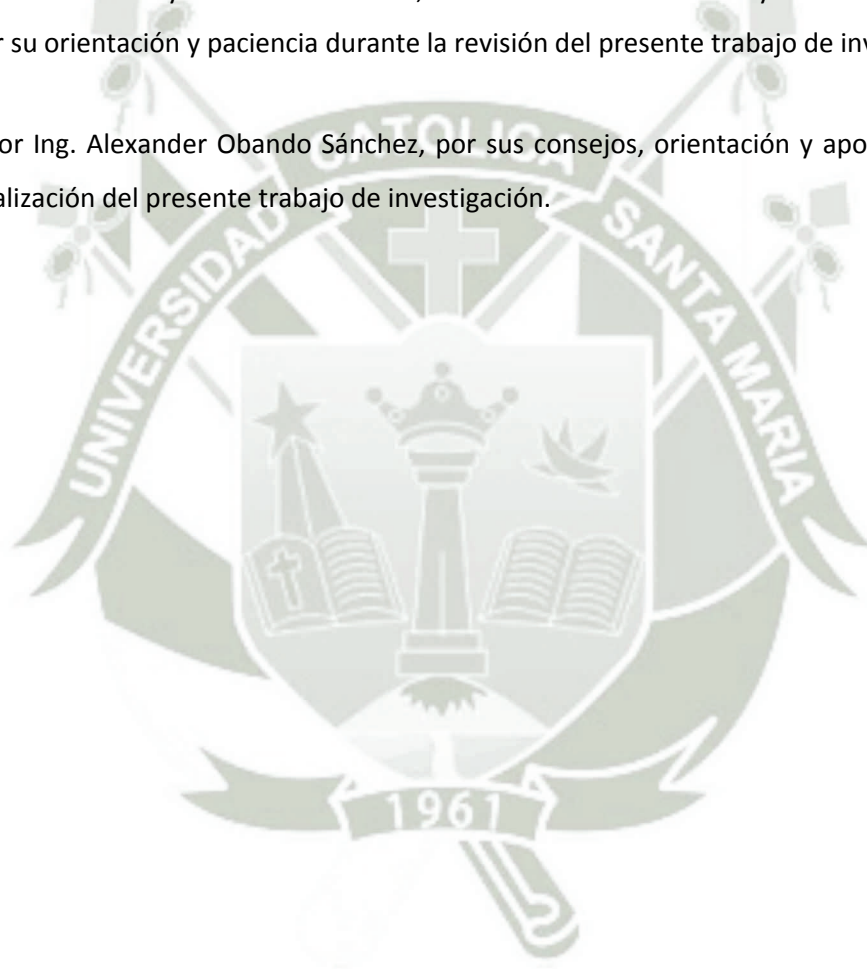 r su orientación y paciencia durante la revisión del presente trabajo de inv
or Ing. Alexander Obando Sánchez, por sus consejos, orientación y apo
alización del presente trabajo de investigación.
UNIVERSIDAD CATOLICA SANTA MARIA
1961